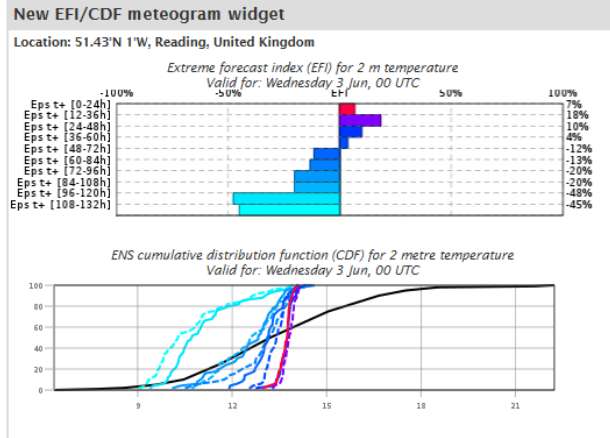 New EFI/CDF meteogram widget
Location: 51.43'N 1'W, Reading, United Kingdom
Extreme forecast index (EFI) for 2 m temperature
Valid for: Wednesday 3 Jun, 00 UTC
-100% -50% EFI 50% 100%
Eps t+ [0-24h] 7%
Eps t+ [12-36h] 18%
Eps t+ [24-48h] 10%
Eps t+ [36-60h] 4%
Eps t+ [48-72h] -12%
Eps t+ [60-84h] -13%
Eps t+ [72-96h] -20%
Eps t+ [84-108h] -20%
Eps t+ [96-120h] -48%
Eps t+ [108-132h] -45%
ENS cumulative distribution function (CDF) for 2 metre temperature
Valid for: Wednesday 3 Jun, 00 UTC
100
80
60
40
20
0
9 12 15 18 21